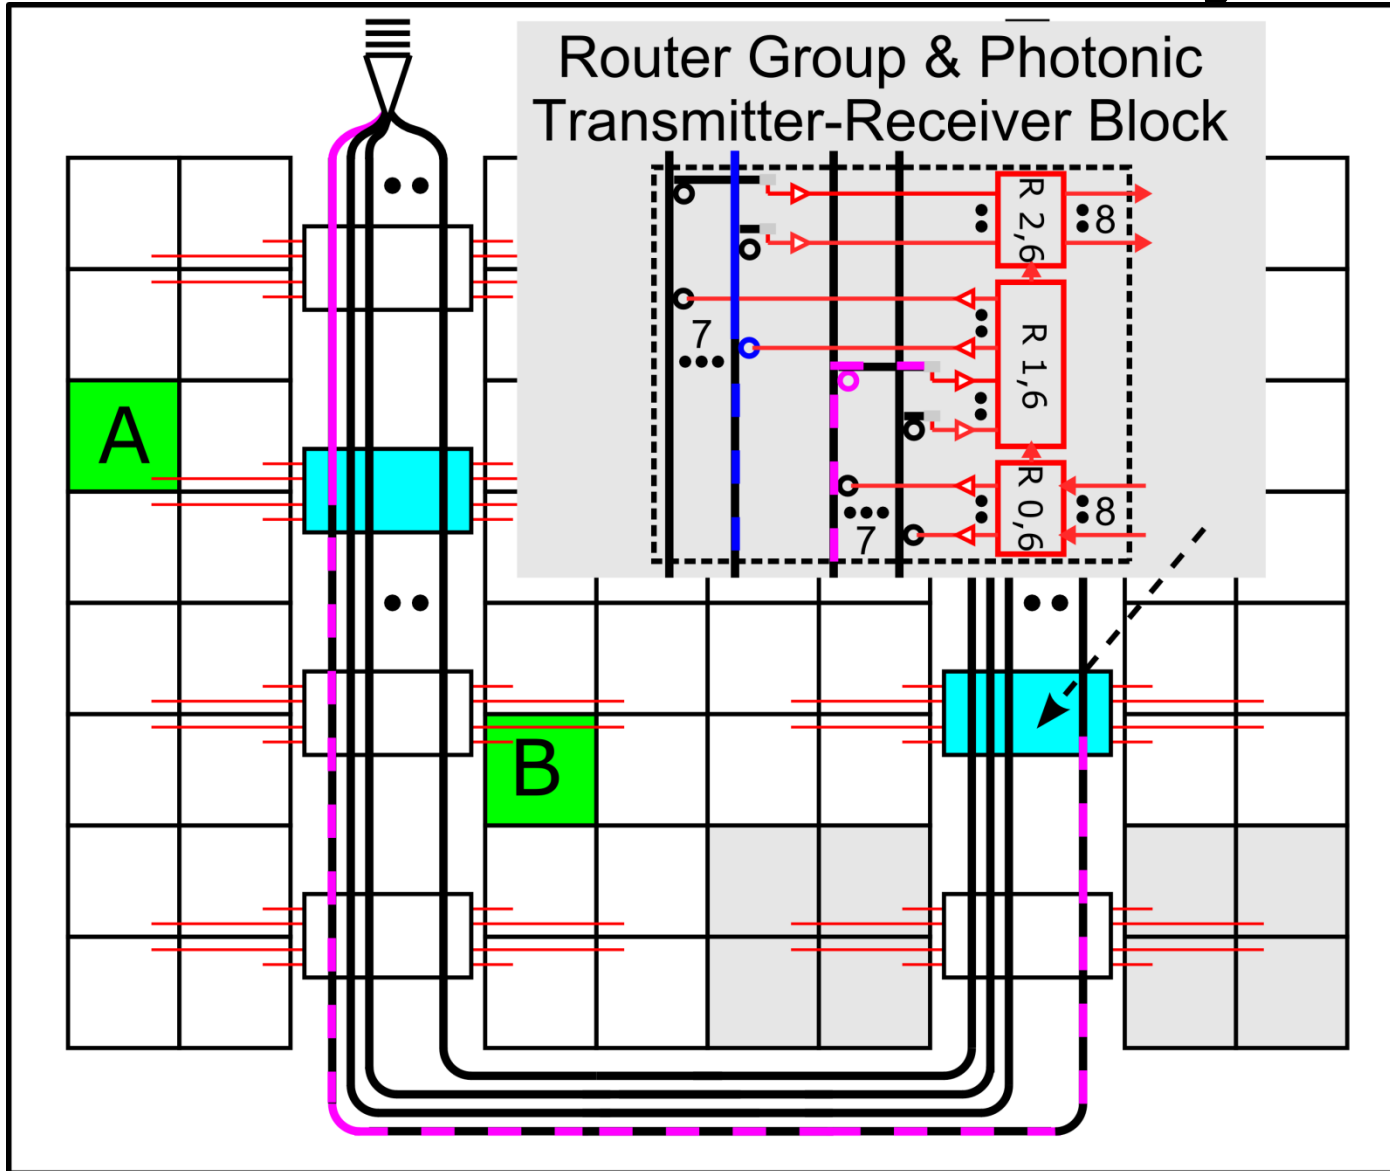 Router Group & Photonic
Transmitter-Receiver Block
R 2,6
8
7
R 1,6
R 0,6
8
7
A
B